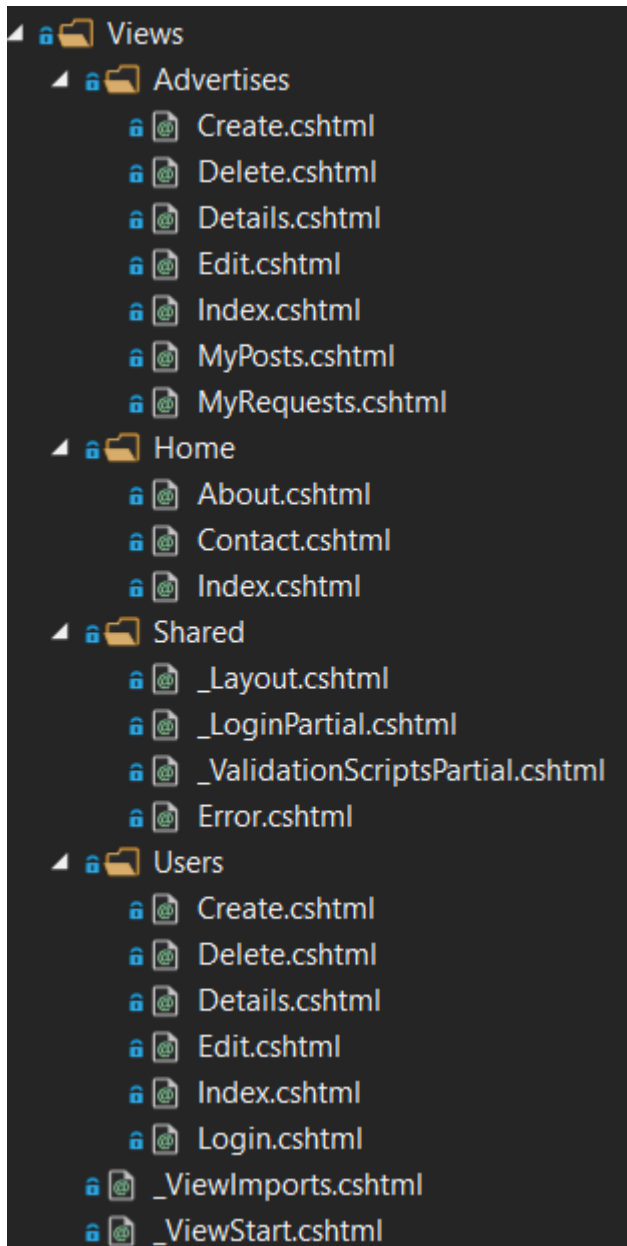 Views
Advertises
Create.cshtml
Delete.cshtml
Details.cshtml
Edit.cshtml
Index.cshtml
MyPosts.cshtml
MyRequests.cshtml
Home
About.cshtml
Contact.cshtml
Index.cshtml
Shared
_Layout.cshtml
_LoginPartial.cshtml
_ValidationScriptsPartial.cshtml
Error.cshtml
Users
Create.cshtml
Delete.cshtml
Details.cshtml
Edit.cshtml
Index.cshtml
Login.cshtml
_ViewImports.cshtml
_ViewStart.cshtml